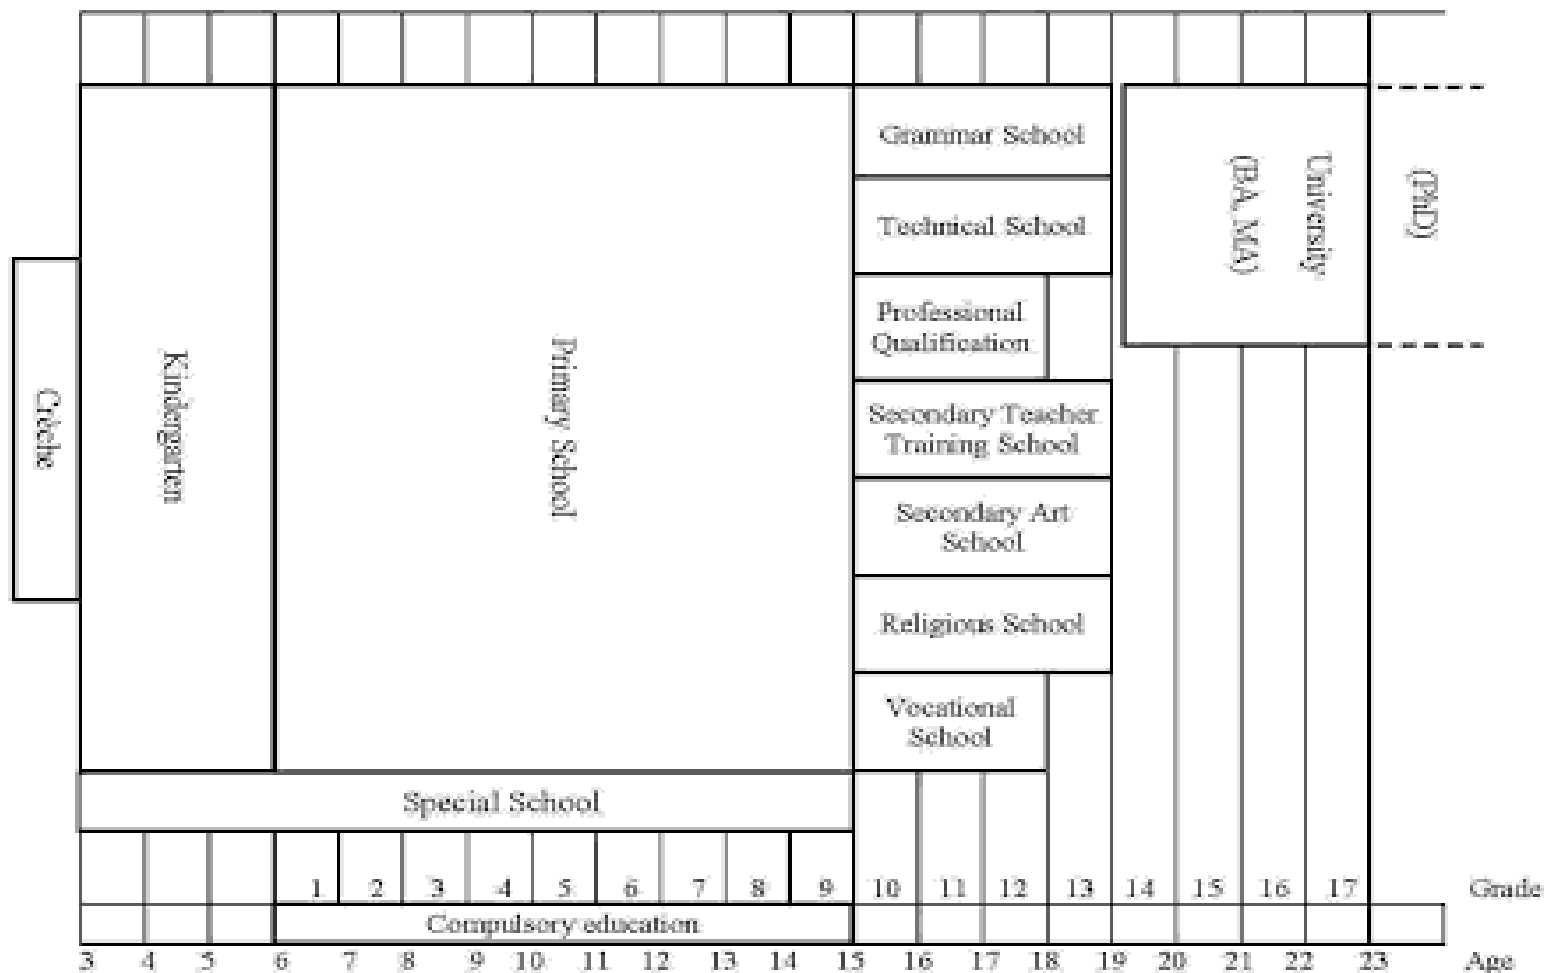 Grammar School
Technical School
Professional
Qualification
Secondary Teacher
Training School
Secondary Art
School
Religious School
Vocational
School
University
(BA, MA)
(PhD)
Crèche
Kindergarten
Primary School
Special School
1 2 3 4 5 6 7 8 9 10 11 12 13 14 15 16 17 Grade
Compulsory education
3 4 5 6 7 8 9 10 11 12 13 14 15 16 17 18 19 20 21 22 23 Age